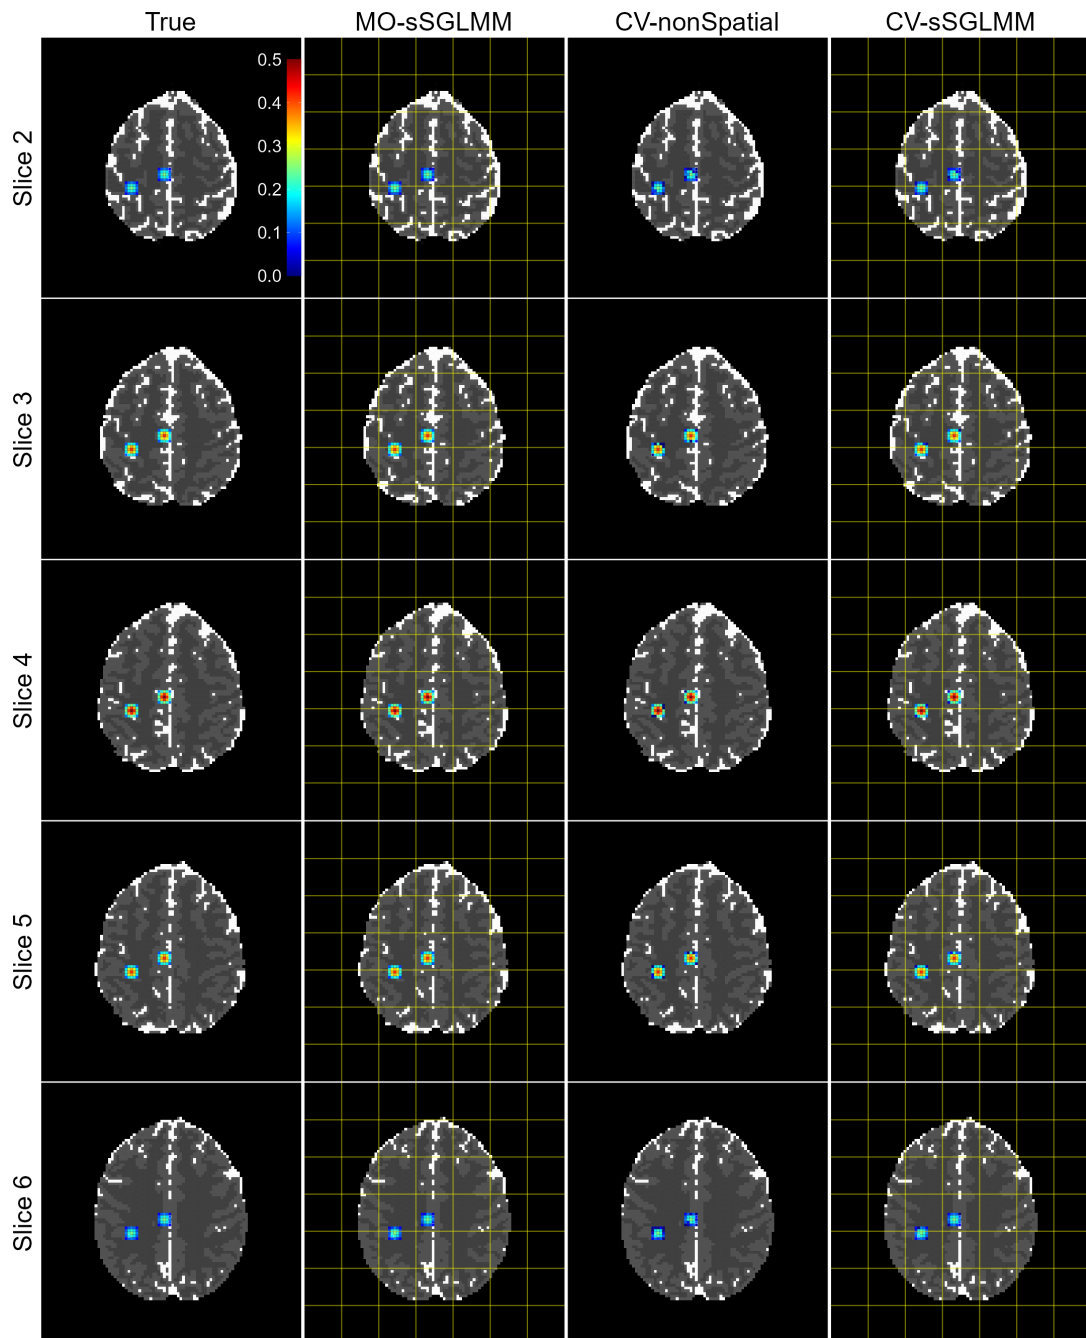 True MO-sSGLMM CV-nonSpatial CV-sSGLMM
0.5
0.4
0.3
0.2
0.1
0.0
Slice 2
Slice 3
Slice 4
Slice 5
Slice 6